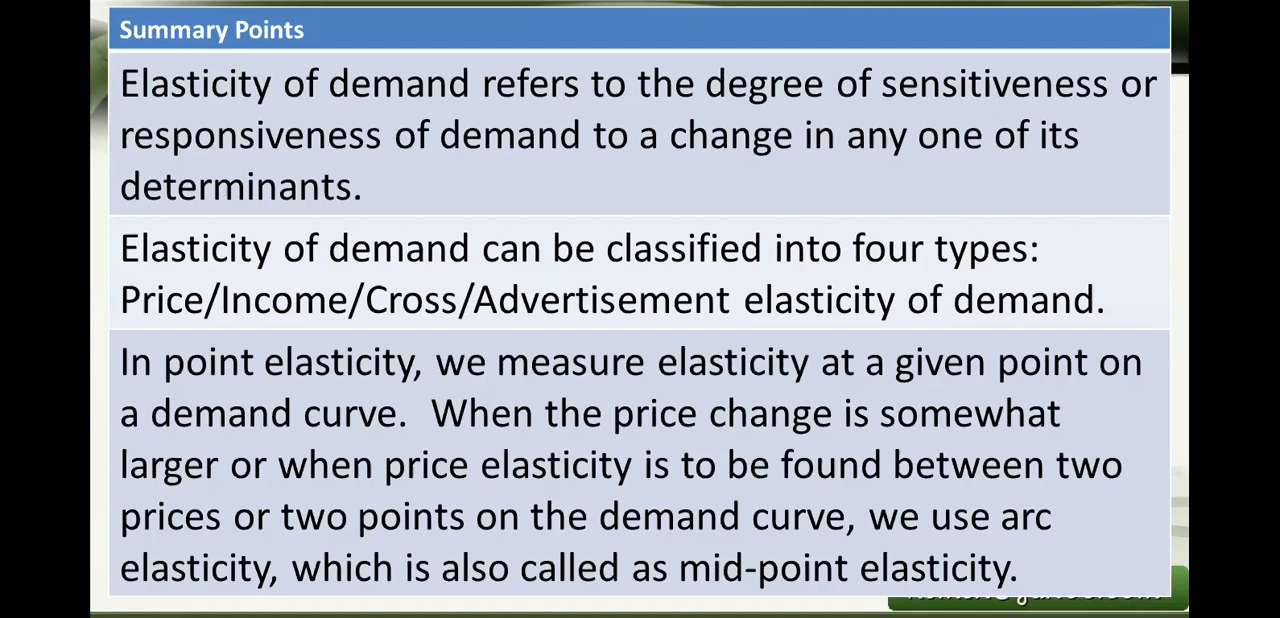 Summary Points
Elasticity of demand refers to the degree of sensitiveness or
responsiveness of demand to a change in any one of its
determinants.
Elasticity of demand can be classified into four types:
Price/Income/Cross/Advertisement elasticity of demand.
In point elasticity, we measure elasticity at a given point on
a demand curve.  When the price change is somewhat
larger or when price elasticity is to be found between two
prices or two points on the demand curve, we use arc
elasticity, which is also called as mid-point elasticity.